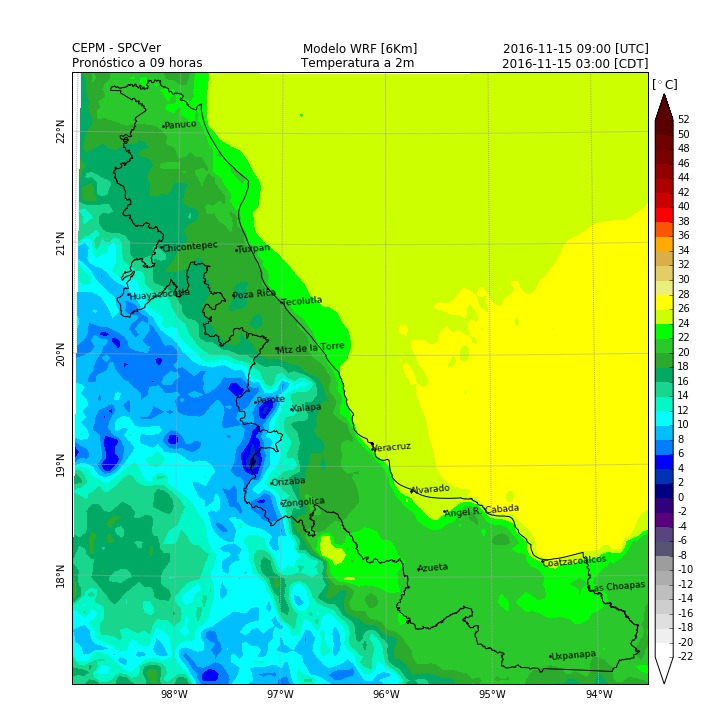 CEPM - SPCVer Modelo WRF [6Km] 2016-11-15 09:00 [UTC]
Pronóstico a 09 horas Temperatura a 2m 2016-11-15 03:00 [CDT]
[°C]
52
50
48
46
44
42
40
38
36
34
32
30
28
26
24
22
20
18
16
14
12
10
8
6
4
2
0
-2
-4
-6
-8
-10
-12
-14
-16
-18
-20
-22
22°N
21°N
20°N
19°N
18°N
Panuco
Chicontepec
Tuxpan
Huayacocotla
Poza Rica
Tecolutla
Mtz de la Torre
Perote
Xalapa
Veracruz
Orizaba
Alvarado
Zongolica
Angel R. Cabada
Azueta
Coatzacoalcos
Las Choapas
Uxpanapa
98°W 97°W 96°W 95°W 94°W